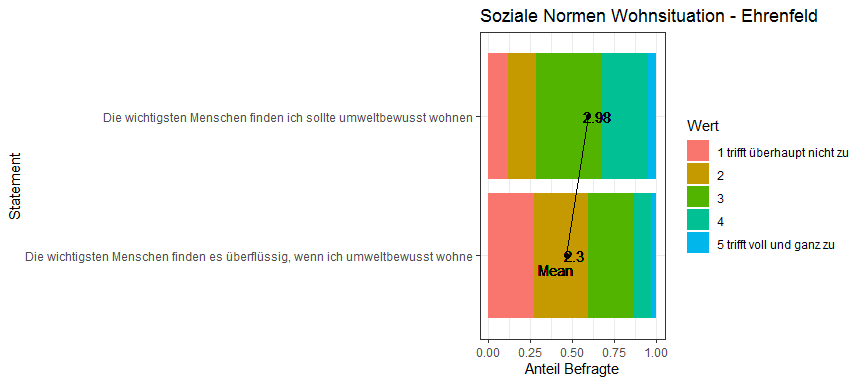 Soziale Normen Wohnsituation - Ehrenfeld
Statement
Die wichtigsten Menschen finden ich sollte umweltbewusst wohnen
2.98
Die wichtigsten Menschen finden es überflüssig, wenn ich umweltbewusst wohne
2.3
Mean
0.00 0.25 0.50 0.75 1.00
Anteil Befragte
Wert
1 trifft überhaupt nicht zu
2
3
4
5 trifft voll und ganz zu